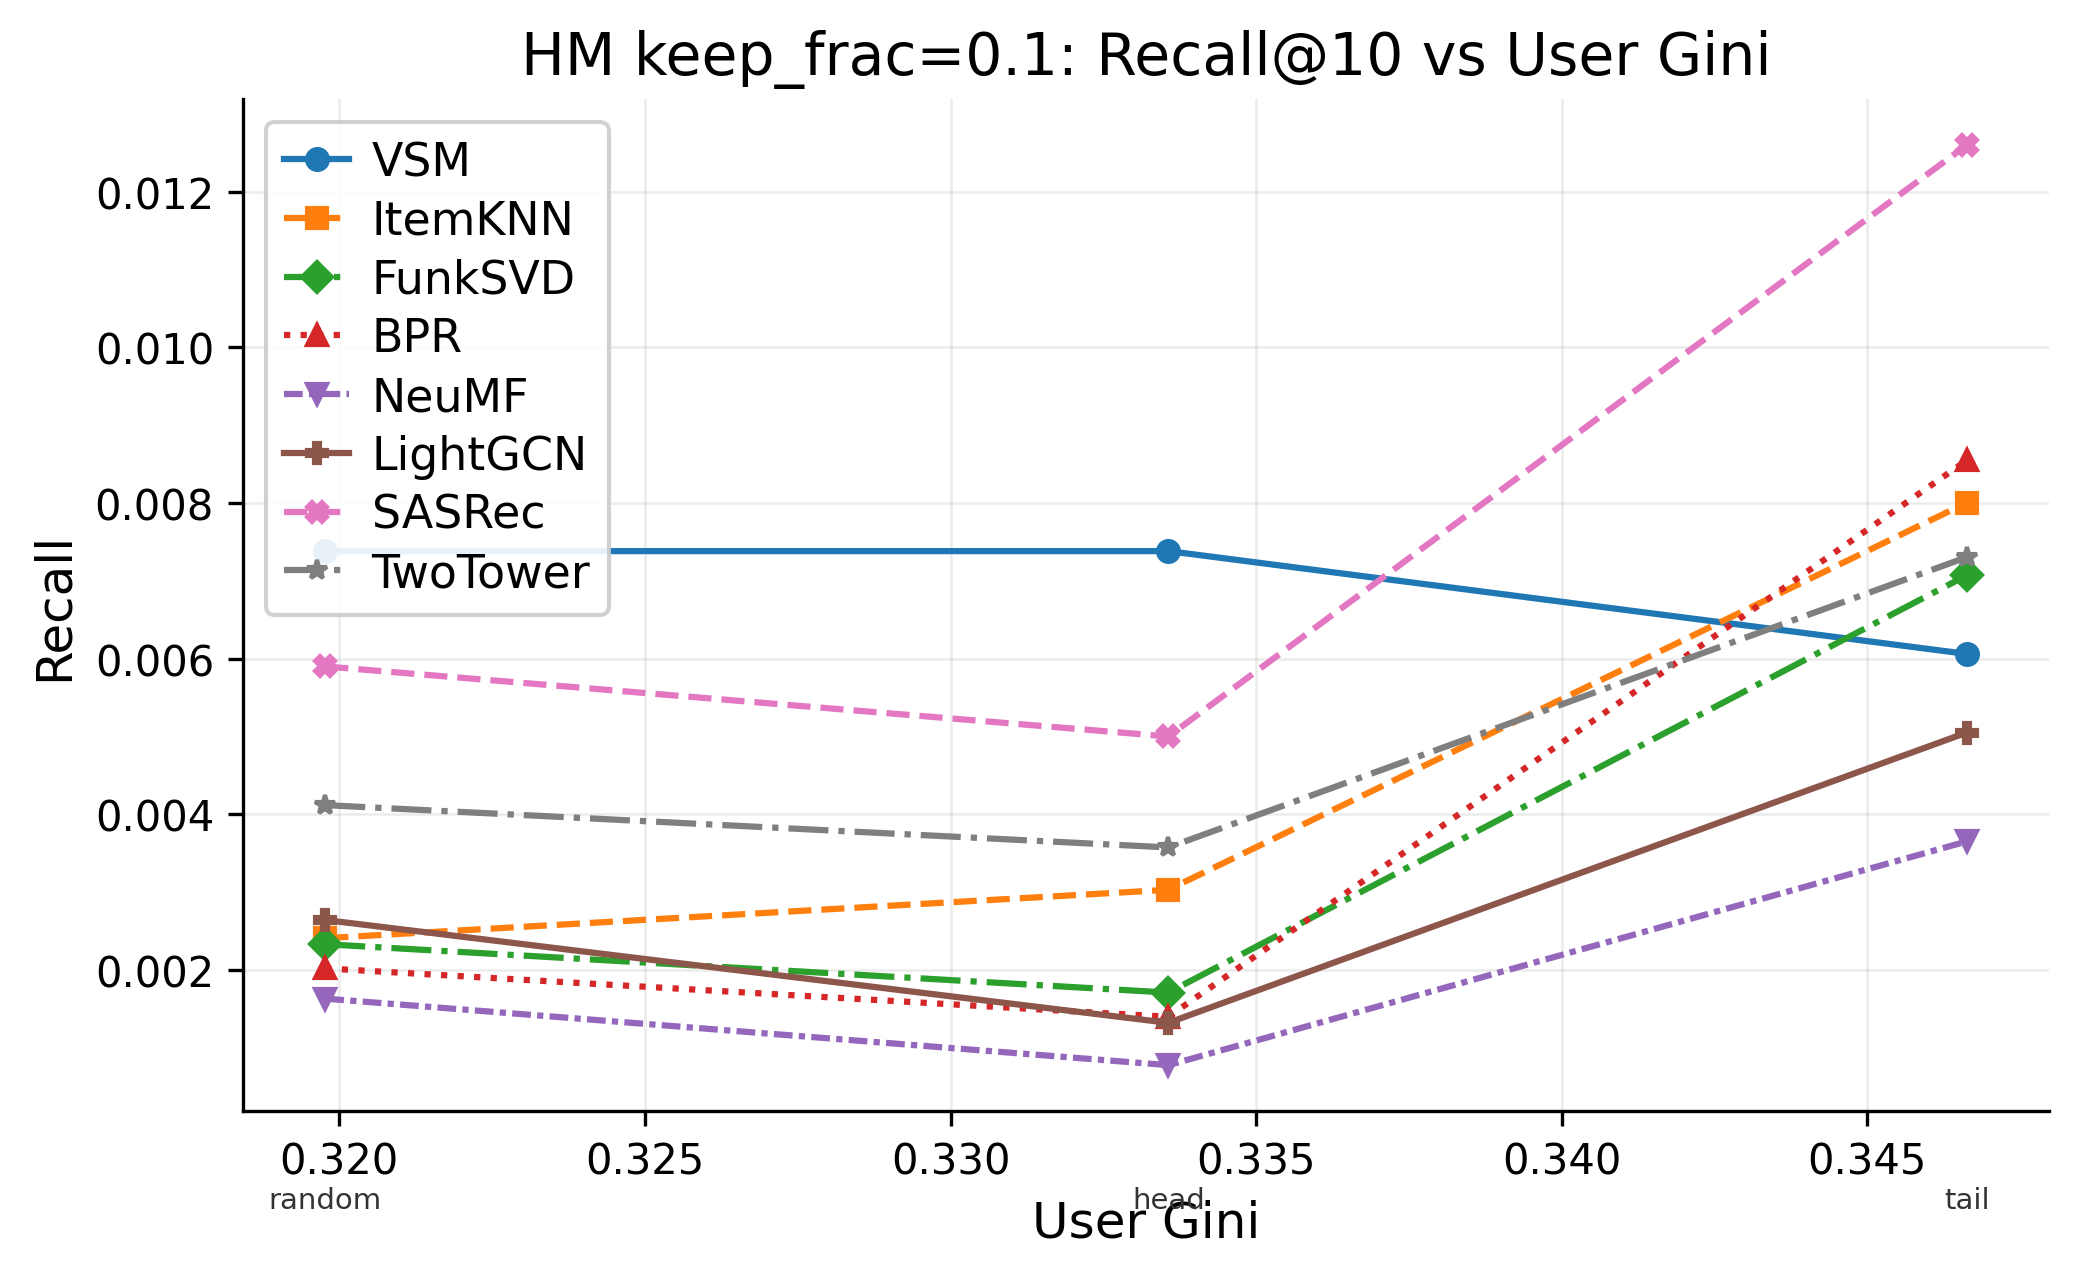 HM keep_frac=0.1: Recall@10 vs User Gini
VSM
ItemKNN
FunkSVD
BPR
NeuMF
LightGCN
SASRec
TwoTower
0.012
0.010
0.008
0.006
0.004
0.002
Recall
0.320
0.325
0.330
0.335
0.340
0.345
random
head
tail
User Gini